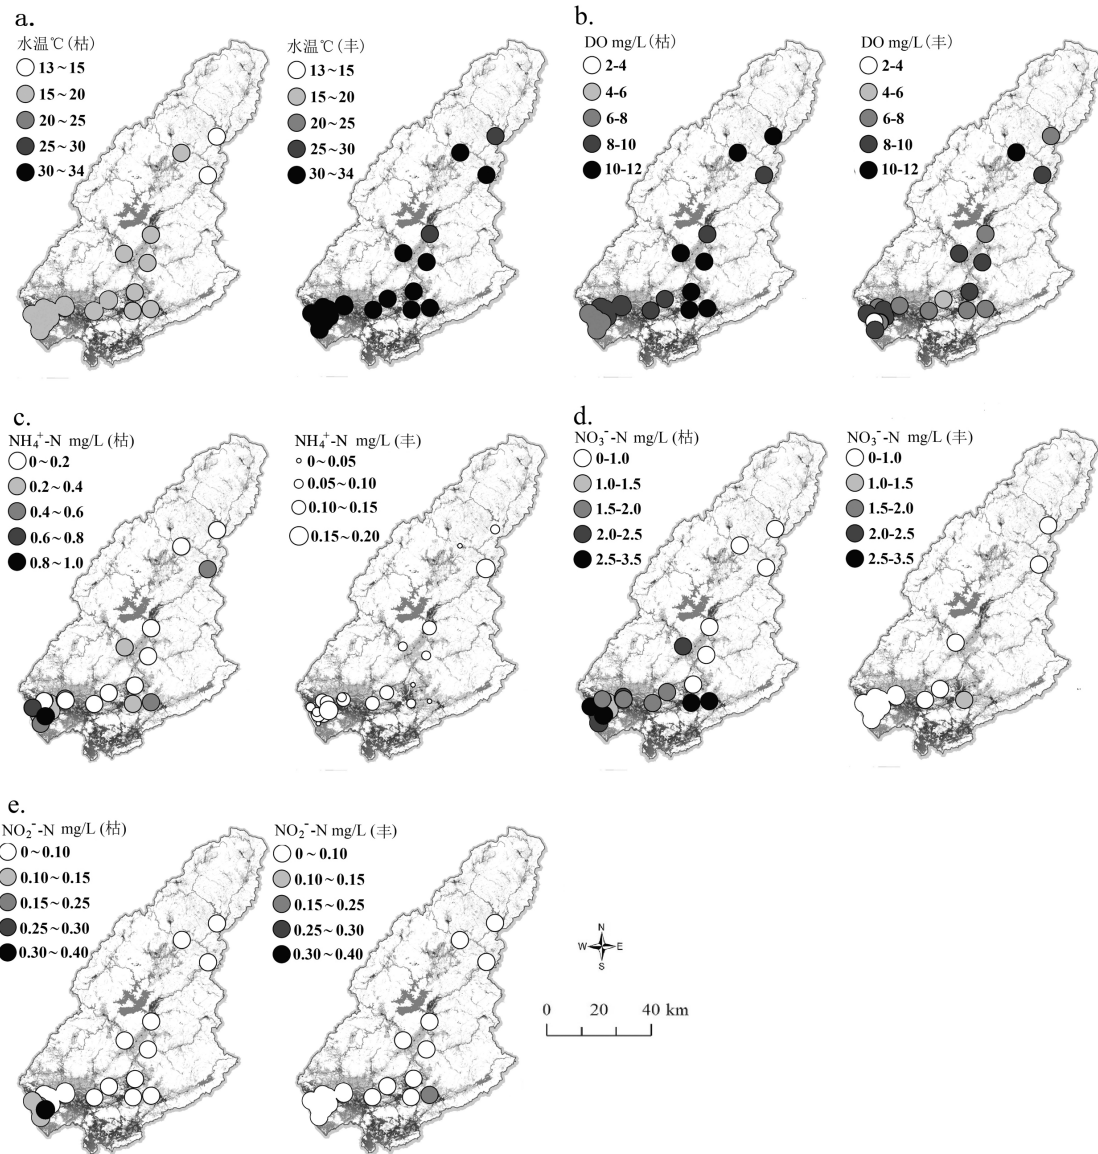 a.
水温℃(枯)
13~15
15~20
20~25
25~30
30~34
水温℃(丰)
13~15
15~20
20~25
25~30
30~34
b.
DO mg/L(枯)
2-4
4-6
6-8
8-10
10-12
DO mg/L(丰)
2-4
4-6
6-8
8-10
10-12
c.
NH₄⁺-N mg/L(枯)
0~0.2
0.2~0.4
0.4~0.6
0.6~0.8
0.8~1.0
NH₄⁺-N mg/L(丰)
0~0.05
0.05~0.10
0.10~0.15
0.15~0.20
d.
NO₃⁻-N mg/L(枯)
0-1.0
1.0-1.5
1.5-2.0
2.0-2.5
2.5-3.5
NO₃⁻-N mg/L(丰)
0-1.0
1.0-1.5
1.5-2.0
2.0-2.5
2.5-3.5
e.
NO₂⁻-N mg/L(枯)
0~0.10
0.10~0.15
0.15~0.25
0.25~0.30
0.30~0.40
NO₂⁻-N mg/L(丰)
0~0.10
0.10~0.15
0.15~0.25
0.25~0.30
0.30~0.40
N
W E
S
0 20 40 km